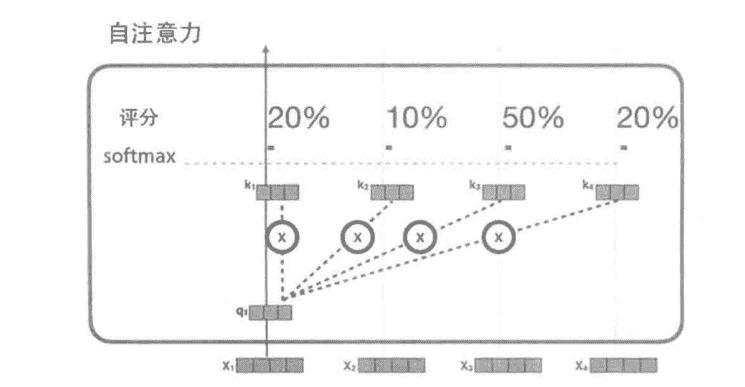 自注意力
评分 20% 10% 50% 20%
softmax
k₁ k₂ k₃ k₄
x x x x
q₁
X₁ X₂ X₃ X₄